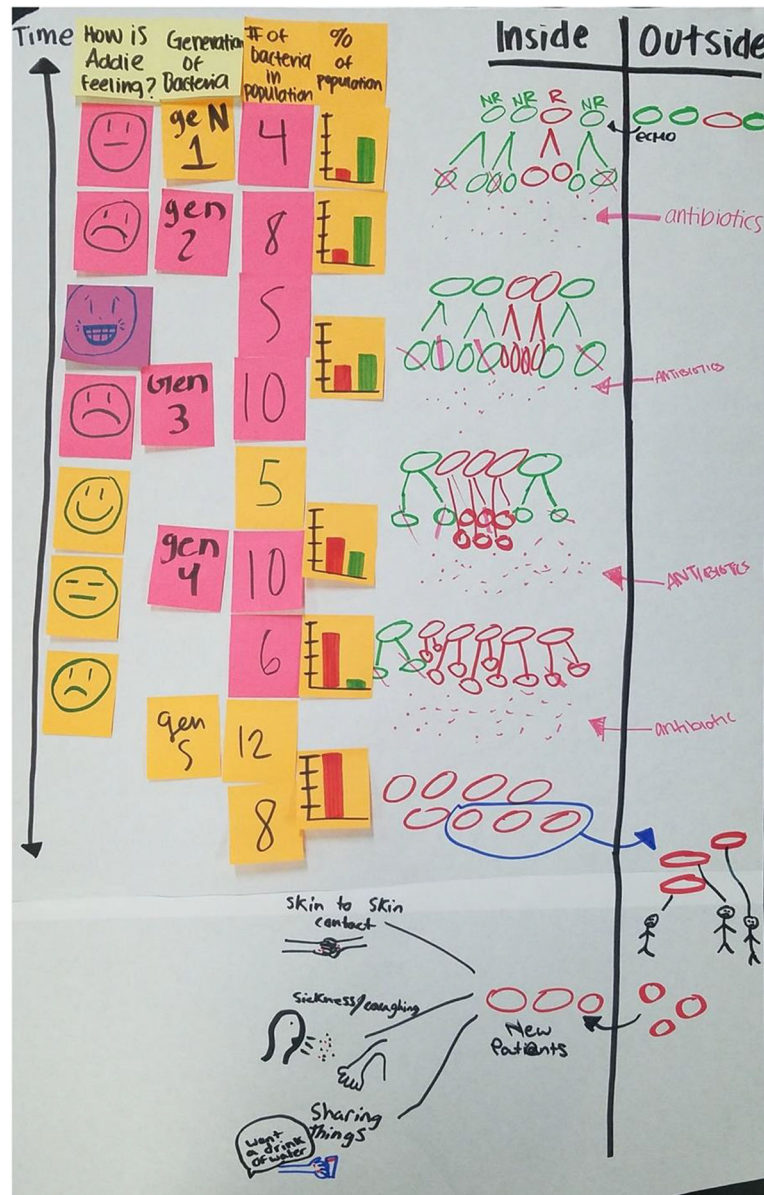 Time
How is
Addie
feeling?
Generation
of
Bacteria
# of
bacteria
in
population
%
of
population
Inside
Outside
NR NR R NR
ECMO
geN
1
4
antibiotics
gen
2
8
5
ANTIBIOTICS
Gen
3
10
5
gen
4
10
ANTIBIOTICS
6
antibiotic
gen
5
12
8
Skin to Skin
contact
Sickness/coughing
New
Patients
Sharing
things
want
a drink
of water